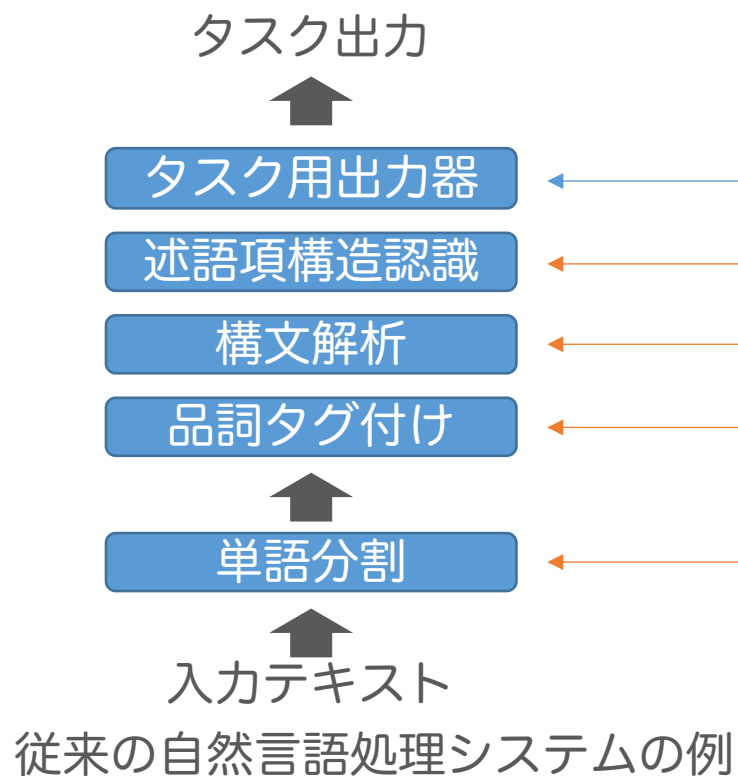 タスク出力
タスク用出力器
述語項構造認識
構文解析
品詞タグ付け
単語分割
入力テキスト
従来の自然言語処理システムの例